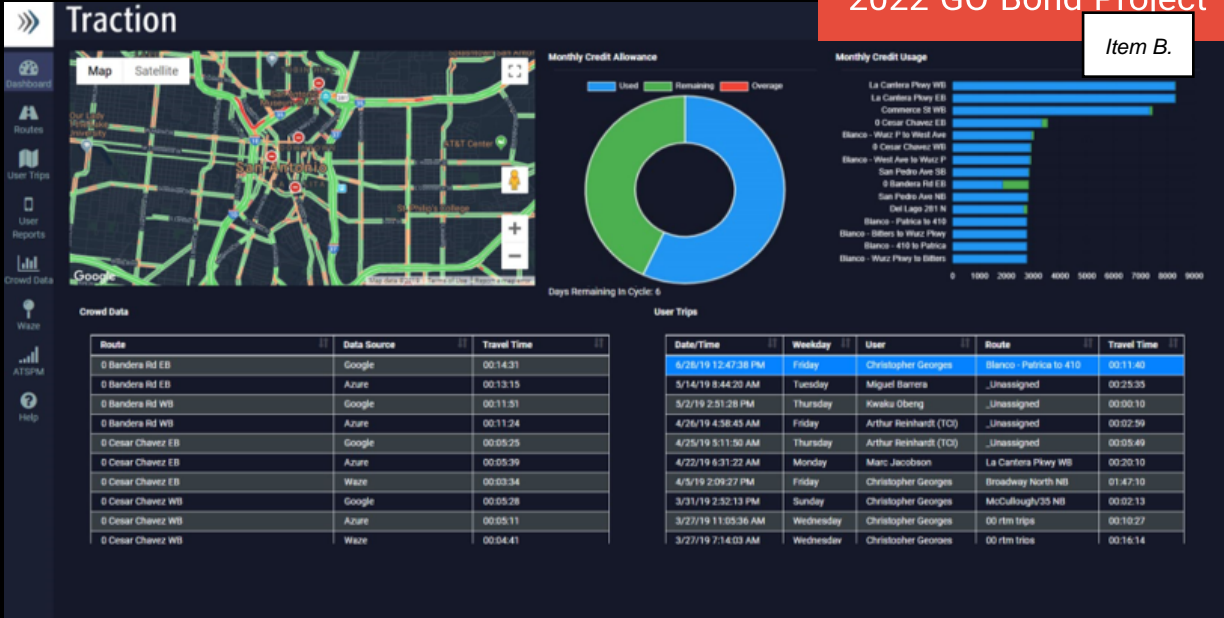 2022 GO Bond Project
Item B.
Traction
Dashboard
Routes
User Trips
User
Reports
Crowd Data
Waze
ATSPM
Help
Map Satellite
AT&T Center
San Antonio
St. Philip's College
Our Lady
University
Google
Monthly Credit Allowance
Used Remaining Overage
Days Remaining In Cycle: 6
Monthly Credit Usage
La Cantera Pkwy WB
La Cantera Pkwy EB
Commerce St WB
0 Cesar Chavez EB
Blanco - Wurz P to West Ave
0 Cesar Chavez WB
Blanco - West Ave to Wurz P
San Pedro Ave SB
0 Bandera Rd EB
San Pedro Ave NB
Del Lago 281 N
Blanco - Patrica to 410
Blanco - Bitters to Wurz Pkwy
Blanco - 410 to Patrica
Blanco - Wurz Pkwy to Bitters
0 1000 2000 3000 4000 5000 6000 7000 8000 9000
Crowd Data
Route Data Source Travel Time
0 Bandera Rd EB Google 00:14:31
0 Bandera Rd EB Azure 00:13:15
0 Bandera Rd WB Google 00:11:51
0 Bandera Rd WB Azure 00:11:24
0 Cesar Chavez EB Google 00:05:25
0 Cesar Chavez EB Azure 00:05:39
0 Cesar Chavez EB Waze 00:03:34
0 Cesar Chavez WB Google 00:05:28
0 Cesar Chavez WB Azure 00:05:11
0 Cesar Chavez WB Waze 00:04:41
User Trips
Date/Time Weekday User Route Travel Time
6/28/19 12:47:38 PM Friday Christopher Georges Blanco - Patrica to 410 00:11:40
5/14/19 8:44:20 AM Tuesday Miguel Barrera _Unassigned 00:25:35
5/2/19 2:51:28 PM Thursday Kwaku Obeng _Unassigned 00:00:10
4/26/19 4:58:45 AM Friday Arthur Reinhardt (TCI) _Unassigned 00:02:59
4/25/19 5:11:50 AM Thursday Arthur Reinhardt (TCI) _Unassigned 00:05:49
4/22/19 6:31:22 AM Monday Marc Jacobson La Cantera Pkwy WB 00:20:10
4/5/19 2:09:27 PM Friday Christopher Georges Broadway North NB 01:47:10
3/31/19 2:52:13 PM Sunday Christopher Georges McCullough/35 NB 00:02:13
3/27/19 11:05:36 AM Wednesday Christopher Georges 00 rtm trips 00:10:27
3/27/19 7:14:03 AM Wednesday Christopher Georges 00 rtm trips 00:16:14